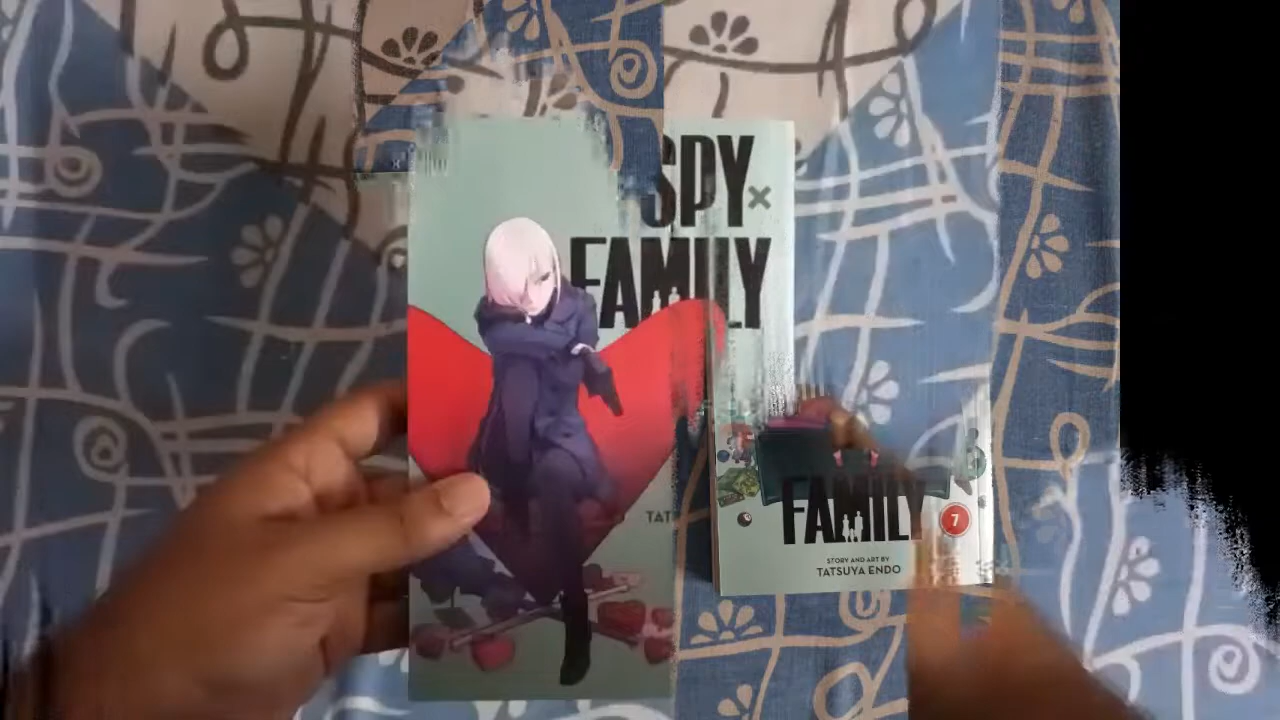 SPY×
FAMILY
TAT
FAMILY
7
STORY AND ART BY
TATSUYA ENDO